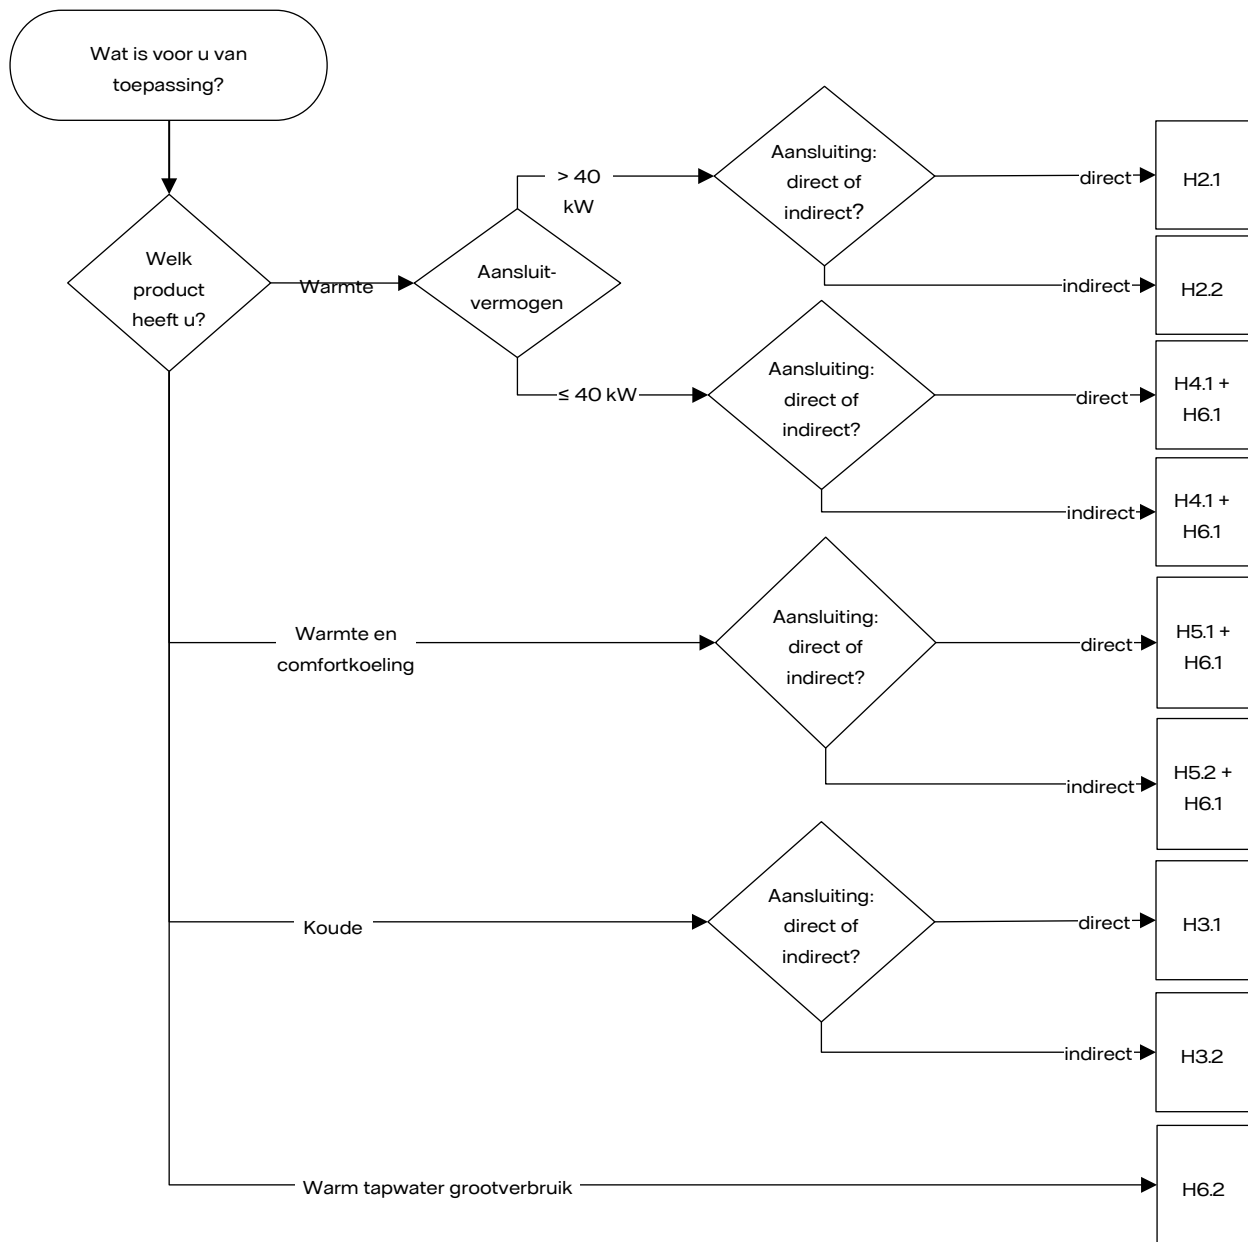 Wat is voor u van
toepassing?
Welk
product
heeft u?
Warmte
Aansluit-
vermogen
> 40
kW
Aansluiting:
direct of
indirect?
direct
H2.1
indirect
H2.2
≤ 40 kW
Aansluiting:
direct of
indirect?
direct
H4.1 +
H6.1
indirect
H4.1 +
H6.1
Warmte en
comfortkoeling
Aansluiting:
direct of
indirect?
direct
H5.1 +
H6.1
indirect
H5.2 +
H6.1
Koude
Aansluiting:
direct of
indirect?
direct
H3.1
indirect
H3.2
Warm tapwater grootverbruik
H6.2